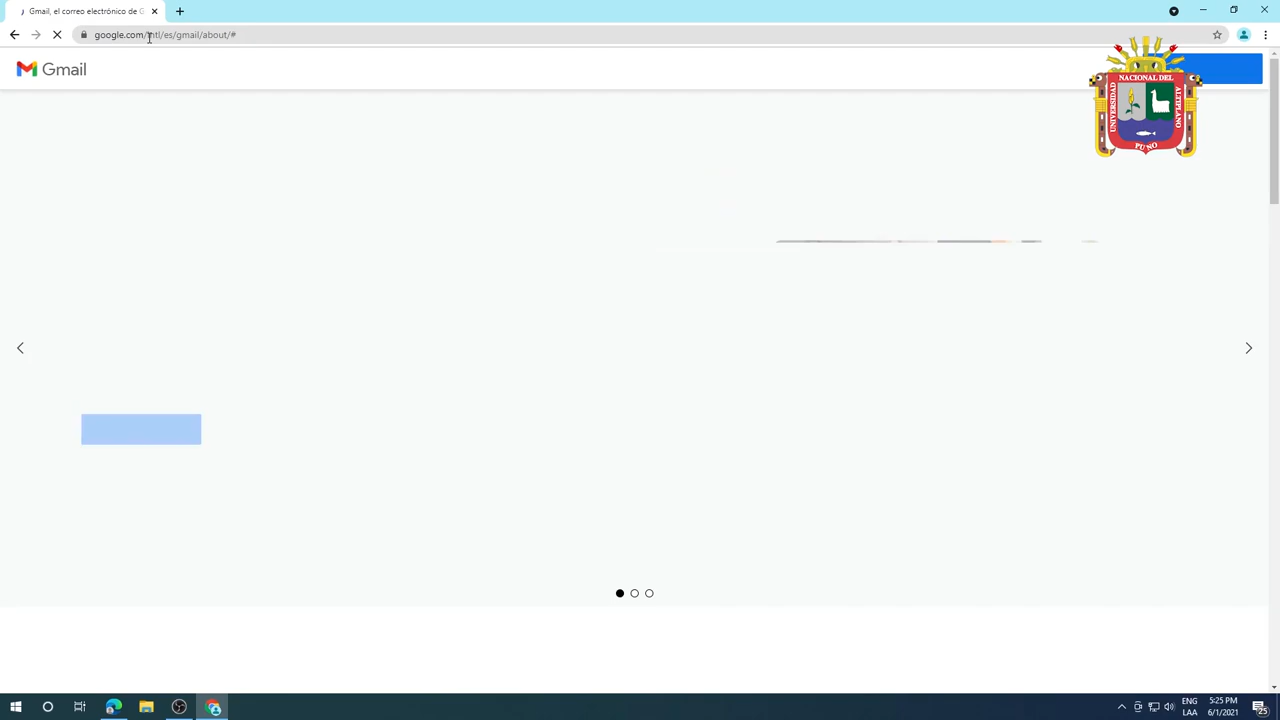 Gmail, el correo electrónico de G
google.com/intl/es/gmail/about/#
Gmail
NACIONAL DEL
UNIVERSIDAD
ALTIPLANO
PUNO
ENG
LAA
5:25 PM
6/1/2021
25